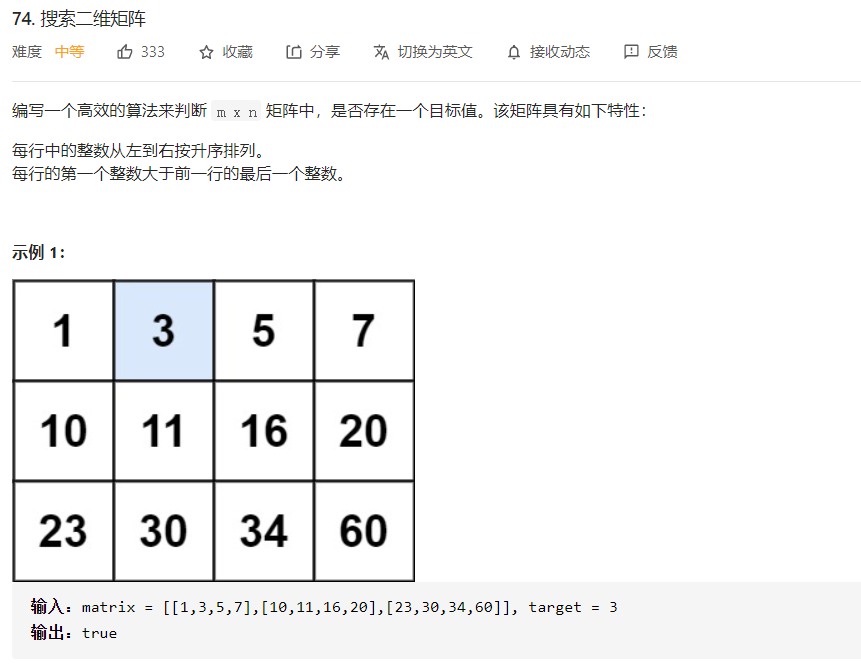 74. 搜索二维矩阵
难度 中等 333 收藏 分享 切换为英文 接收动态 反馈
编写一个高效的算法来判断 m x n 矩阵中，是否存在一个目标值。该矩阵具有如下特性：
每行中的整数从左到右按升序排列。
每行的第一个整数大于前一行的最后一个整数。
示例 1：
1 3 5 7
10 11 16 20
23 30 34 60
输入：matrix = [[1,3,5,7],[10,11,16,20],[23,30,34,60]], target = 3
输出：true